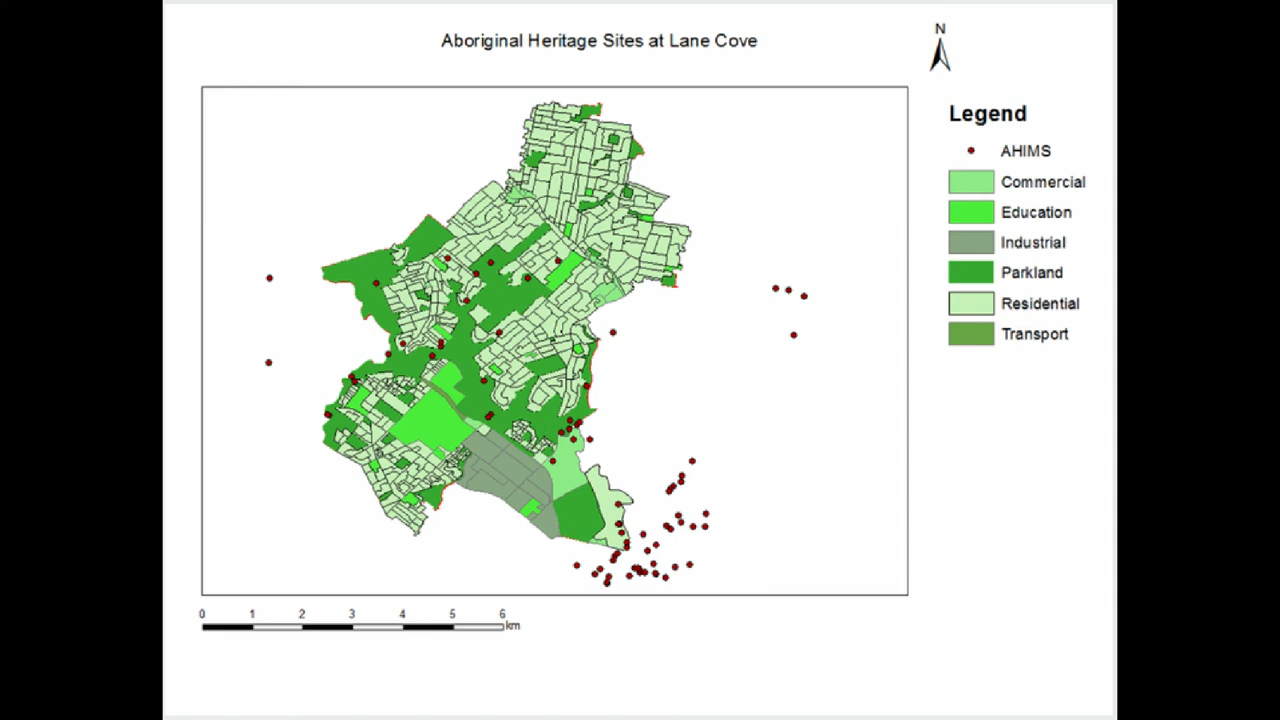 Aboriginal Heritage Sites at Lane Cove
N
Legend
AHIMS
Commercial
Education
Industrial
Parkland
Residential
Transport
0 1 2 3 4 5 6
km